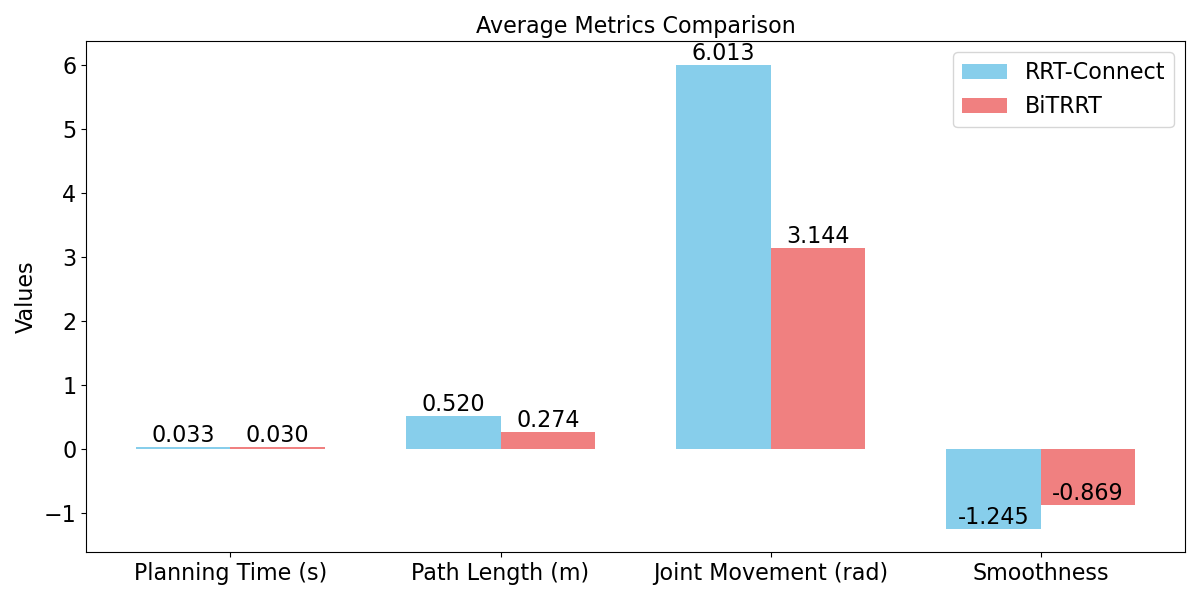 Average Metrics Comparison
RRT-Connect
BiTRRT
Values
6
5
4
3
2
1
0
−1
0.033
0.030
0.520
0.274
6.013
3.144
-1.245
-0.869
Planning Time (s)
Path Length (m)
Joint Movement (rad)
Smoothness